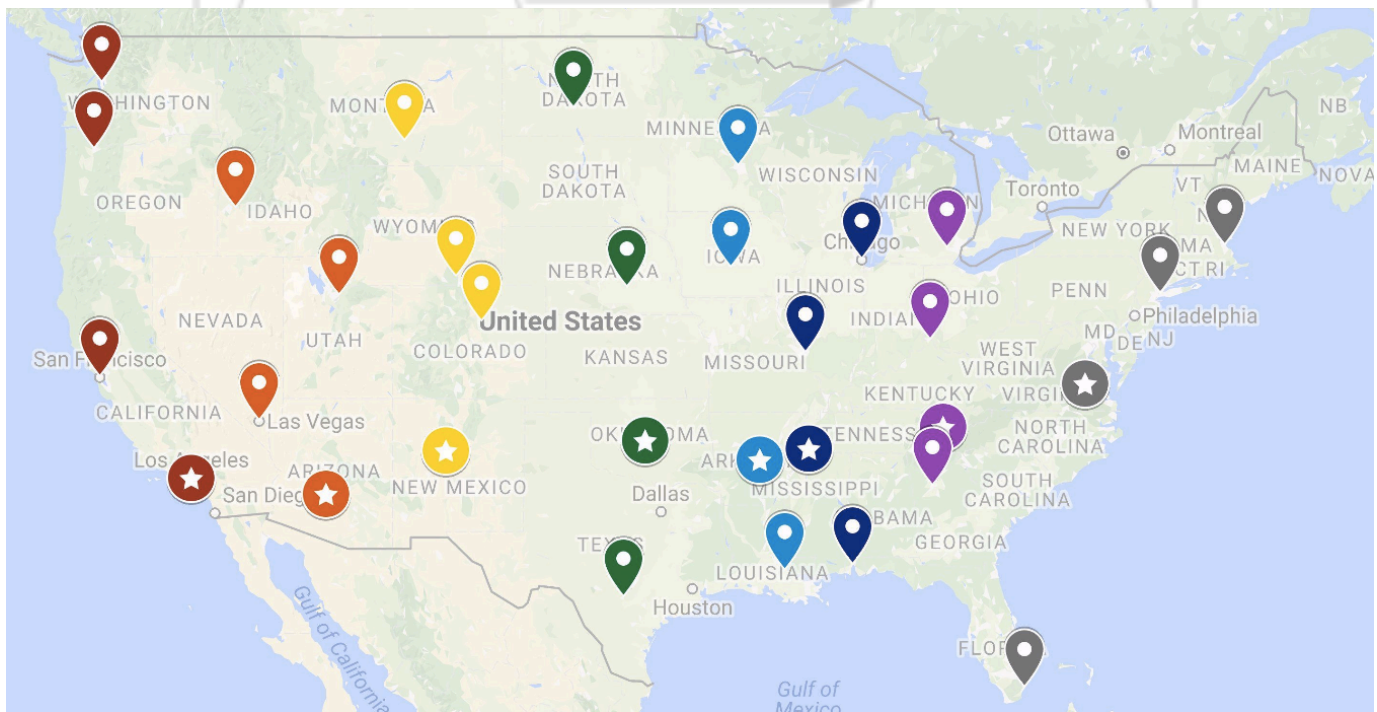 WASHINGTON
MONTANA
NORTH
DAKOTA
MINNESOTA
Ottawa
Montreal
NB
MAINE
VT
NOVA
OREGON
IDAHO
SOUTH
DAKOTA
WISCONSIN
MICHIGAN
Toronto
WYOMING
NEW YORK
N
MA
CT RI
Chicago
IOWA
NEBRASKA
ILLINOIS
OHIO
PENN
NEVADA
UTAH
United States
INDIANA
Philadelphia
San Francisco
COLORADO
KANSAS
MISSOURI
WEST
VIRGINIA
MD
DE
NJ
KENTUCKY
VIRGINIA
CALIFORNIA
Las Vegas
OKLAHOMA
TENNESSEE
NORTH
CAROLINA
Los Angeles
ARIZONA
NEW MEXICO
ARKANSAS
San Diego
Dallas
MISSISSIPPI
SOUTH
CAROLINA
ALABAMA
GEORGIA
TEXAS
LOUISIANA
Houston
Gulf of California
FLORIDA
Gulf of
Mexico